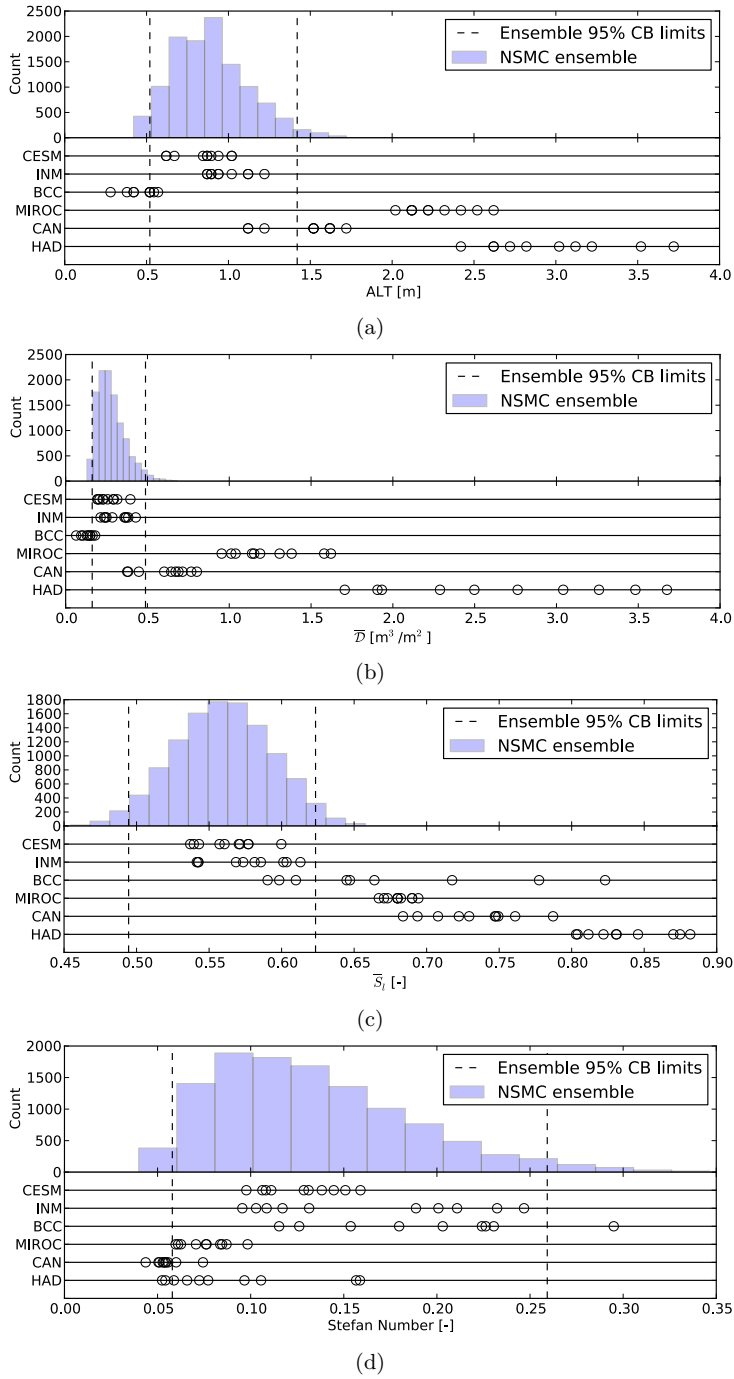 2500
2000
1500
1000
500
0
Count
Ensemble 95% CB limits
NSMC ensemble
CESM
INM
BCC
MIROC
CAN
HAD
0.0 0.5 1.0 1.5 2.0 2.5 3.0 3.5 4.0
ALT [m]
(a)
2500
2000
1500
1000
500
0
Count
Ensemble 95% CB limits
NSMC ensemble
CESM
INM
BCC
MIROC
CAN
HAD
0.0 0.5 1.0 1.5 2.0 2.5 3.0 3.5 4.0
D̅ [m³ /m² ]
(b)
1800
1600
1400
1200
1000
800
600
400
200
0
Count
Ensemble 95% CB limits
NSMC ensemble
CESM
INM
BCC
MIROC
CAN
HAD
0.45 0.50 0.55 0.60 0.65 0.70 0.75 0.80 0.85 0.90
S̅ₗ [-]
(c)
2000
1500
1000
500
0
Count
Ensemble 95% CB limits
NSMC ensemble
CESM
INM
BCC
MIROC
CAN
HAD
0.00 0.05 0.10 0.15 0.20 0.25 0.30 0.35
Stefan Number [-]
(d)